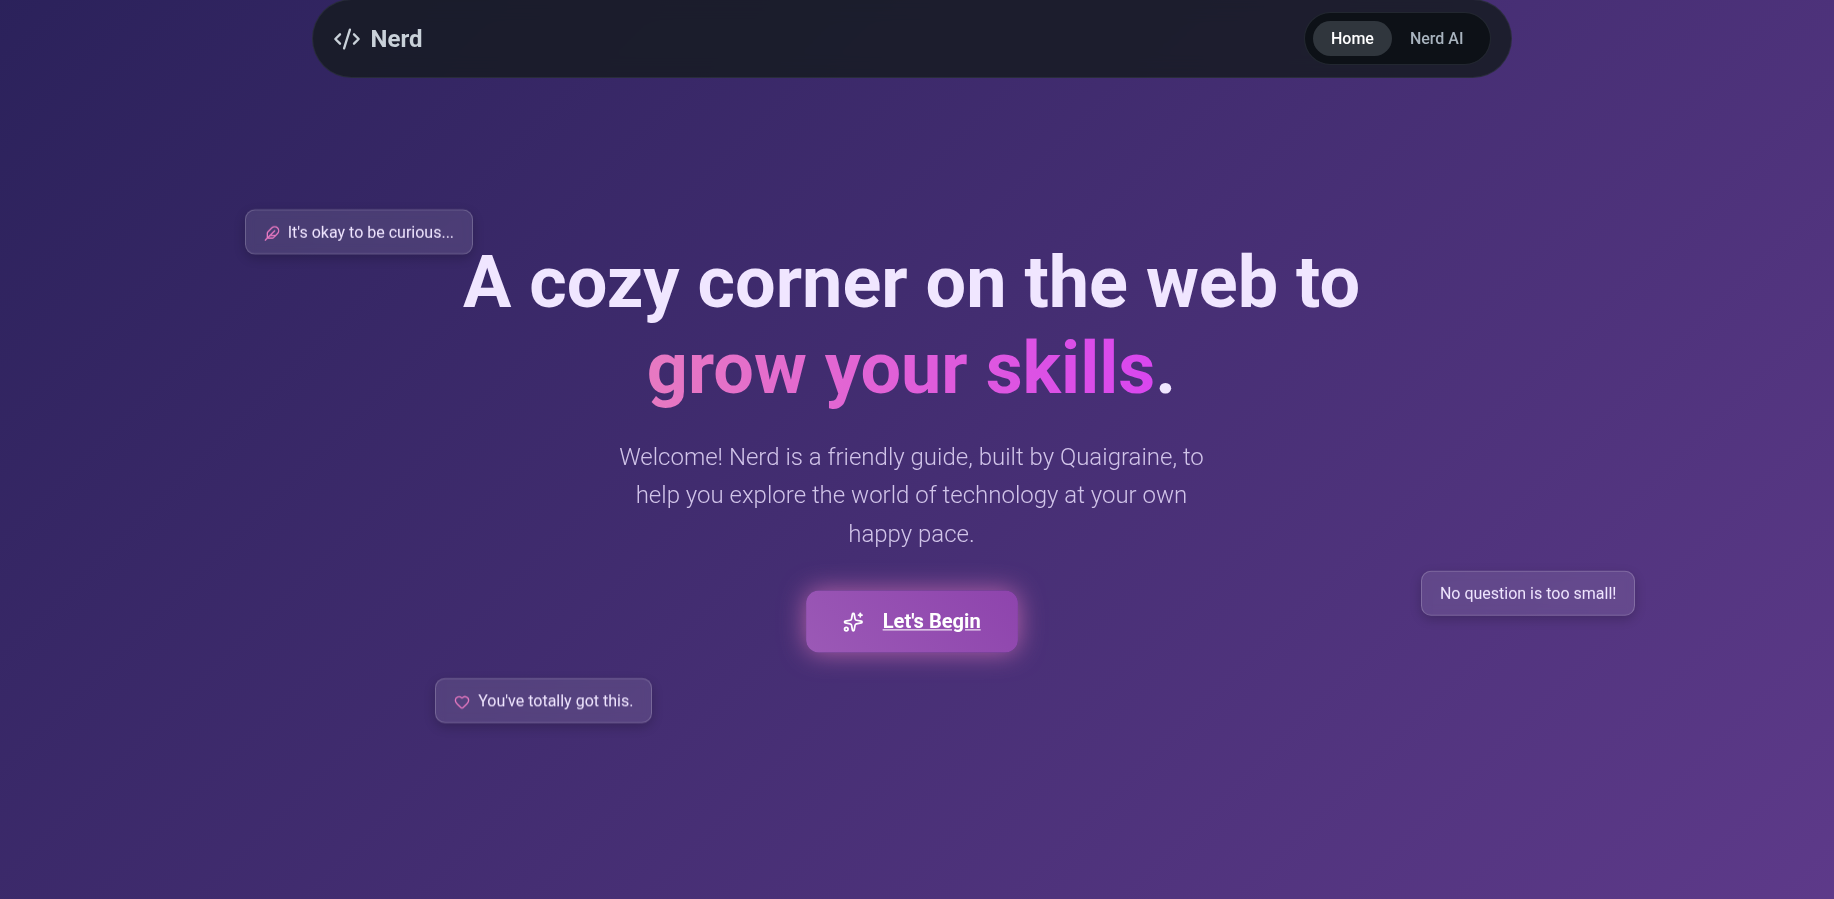 Nerd
Home
Nerd AI
It's okay to be curious...
A cozy corner on the web to
grow your skills.
Welcome! Nerd is a friendly guide, built by Quaigraine, to
help you explore the world of technology at your own
happy pace.
No question is too small!
Let's Begin
You've totally got this.